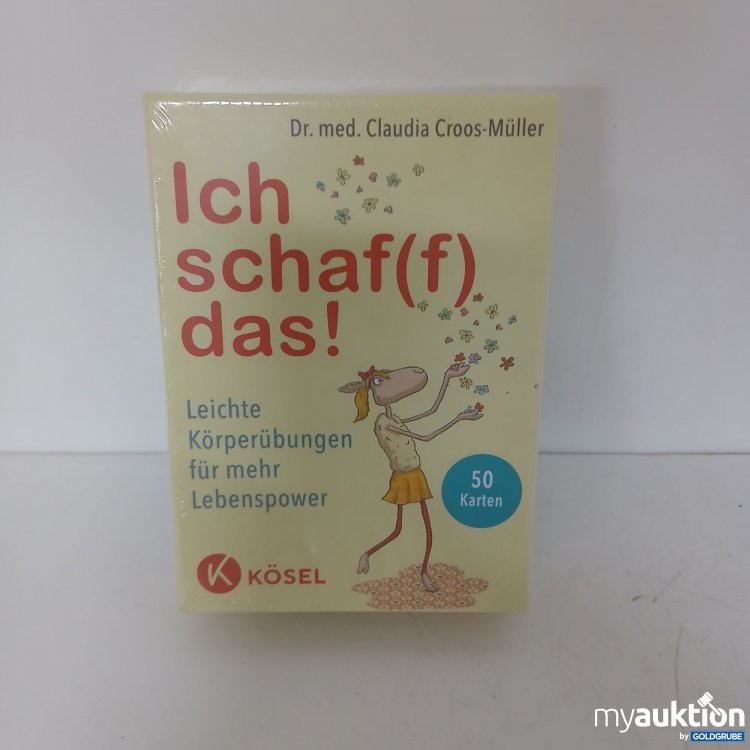 Dr. med. Claudia Croos-Müller
Ich
schaf(f)
das!
Leichte
Körperübungen
für mehr
Lebenspower
50
Karten
K KÖSEL
myauktion
by GOLDGRUBE